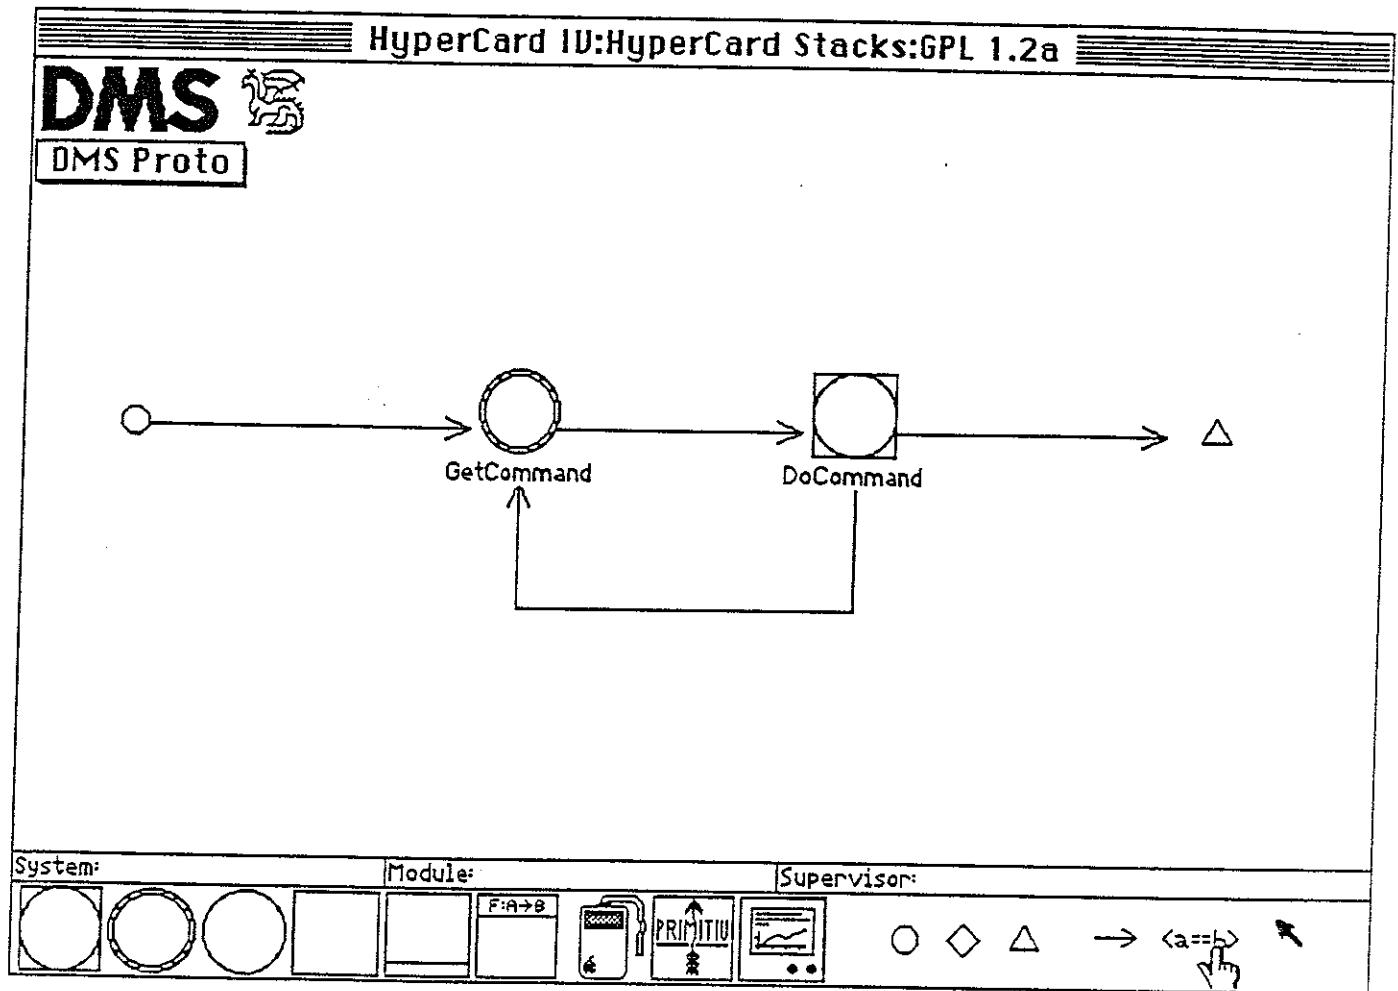 HyperCard IV:HyperCard Stacks:GPL 1.2a
DMS
DMS Proto
GetCommand
DoCommand
System:
Module:
Supervisor:
F:A→B
PRIMITIV
<a==b>